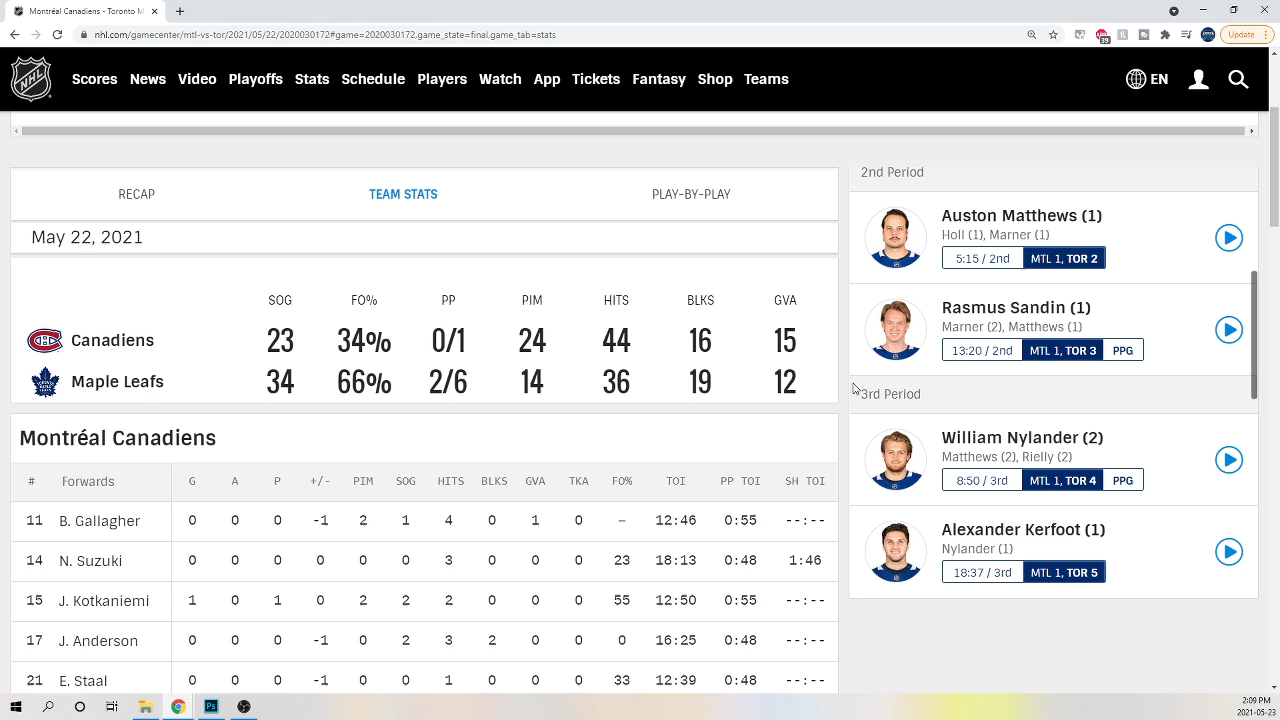 Montréal Canadiens - Toronto M
nhl.com/gamecenter/mtl-vs-tor/2021/05/22/2020030172#game=2020030172,game_state=final,game_tab=stats
39
Update
NHL
Scores News Video Playoffs Stats Schedule Players Watch App Tickets Fantasy Shop Teams
EN
RECAP TEAM STATS PLAY-BY-PLAY
May 22, 2021
SOG FO% PP PIM HITS BLKS GVA
Canadiens 23 34% 0/1 24 44 16 15
Maple Leafs 34 66% 2/6 14 36 19 12
Montréal Canadiens
# Forwards G A P +/- PIM SOG HITS BLKS GVA TKA FO% TOI PP TOI SH TOI
11 B. Gallagher 0 0 0 -1 2 1 4 0 1 0 – 12:46 0:55 --:--
14 N. Suzuki 0 0 0 0 0 0 3 0 0 0 23 18:13 0:48 1:46
15 J. Kotkaniemi 1 0 1 0 2 2 2 0 0 0 55 12:50 0:55 --:--
17 J. Anderson 0 0 0 -1 0 2 3 2 0 0 0 16:25 0:48 --:--
21 E. Staal 0 0 0 -1 0 0 1 0 0 0 33 12:39 0:48 --:--
2nd Period
Auston Matthews (1)
Holl (1), Marner (1)
5:15 / 2nd MTL 1, TOR 2
Rasmus Sandin (1)
Marner (2), Matthews (1)
13:20 / 2nd MTL 1, TOR 3 PPG
3rd Period
William Nylander (2)
Matthews (2), Rielly (2)
8:50 / 3rd MTL 1, TOR 4 PPG
Alexander Kerfoot (1)
Nylander (1)
18:37 / 3rd MTL 1, TOR 5
Ps
2:09 PM
2021-05-23